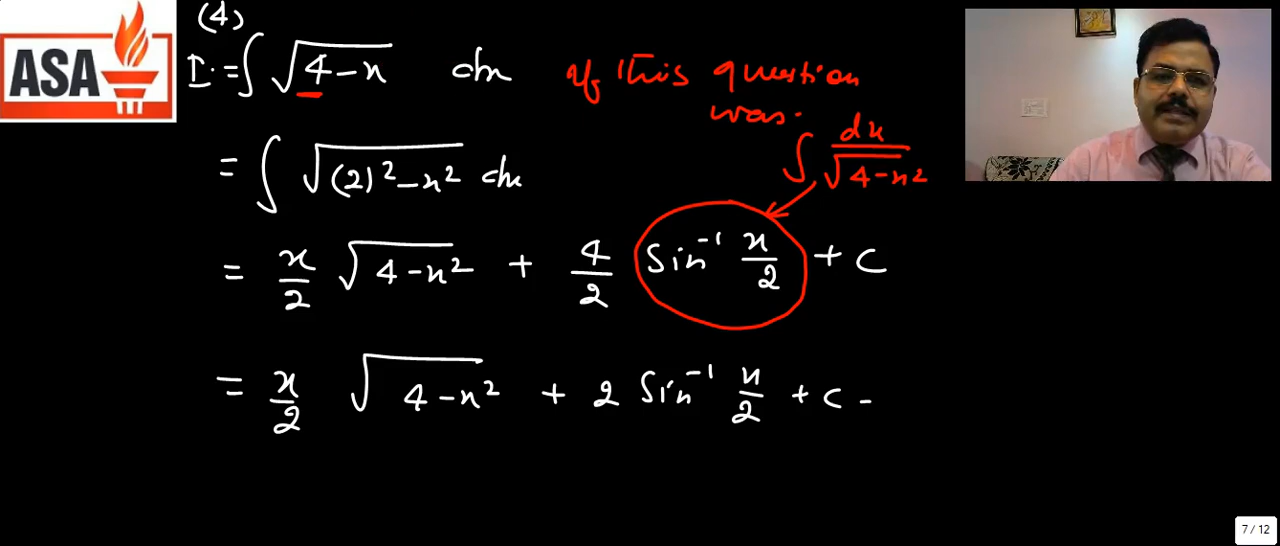 (4)
ASA
I = ∫ √4-x dx
if this question
was.
∫ dx / √4-x²
= ∫ √(2)²-x² dx
= x/2 √4-x² + 4/2 Sin⁻¹ x/2 + C
= x/2 √4-x² + 2 Sin⁻¹ x/2 + C -
7 / 12